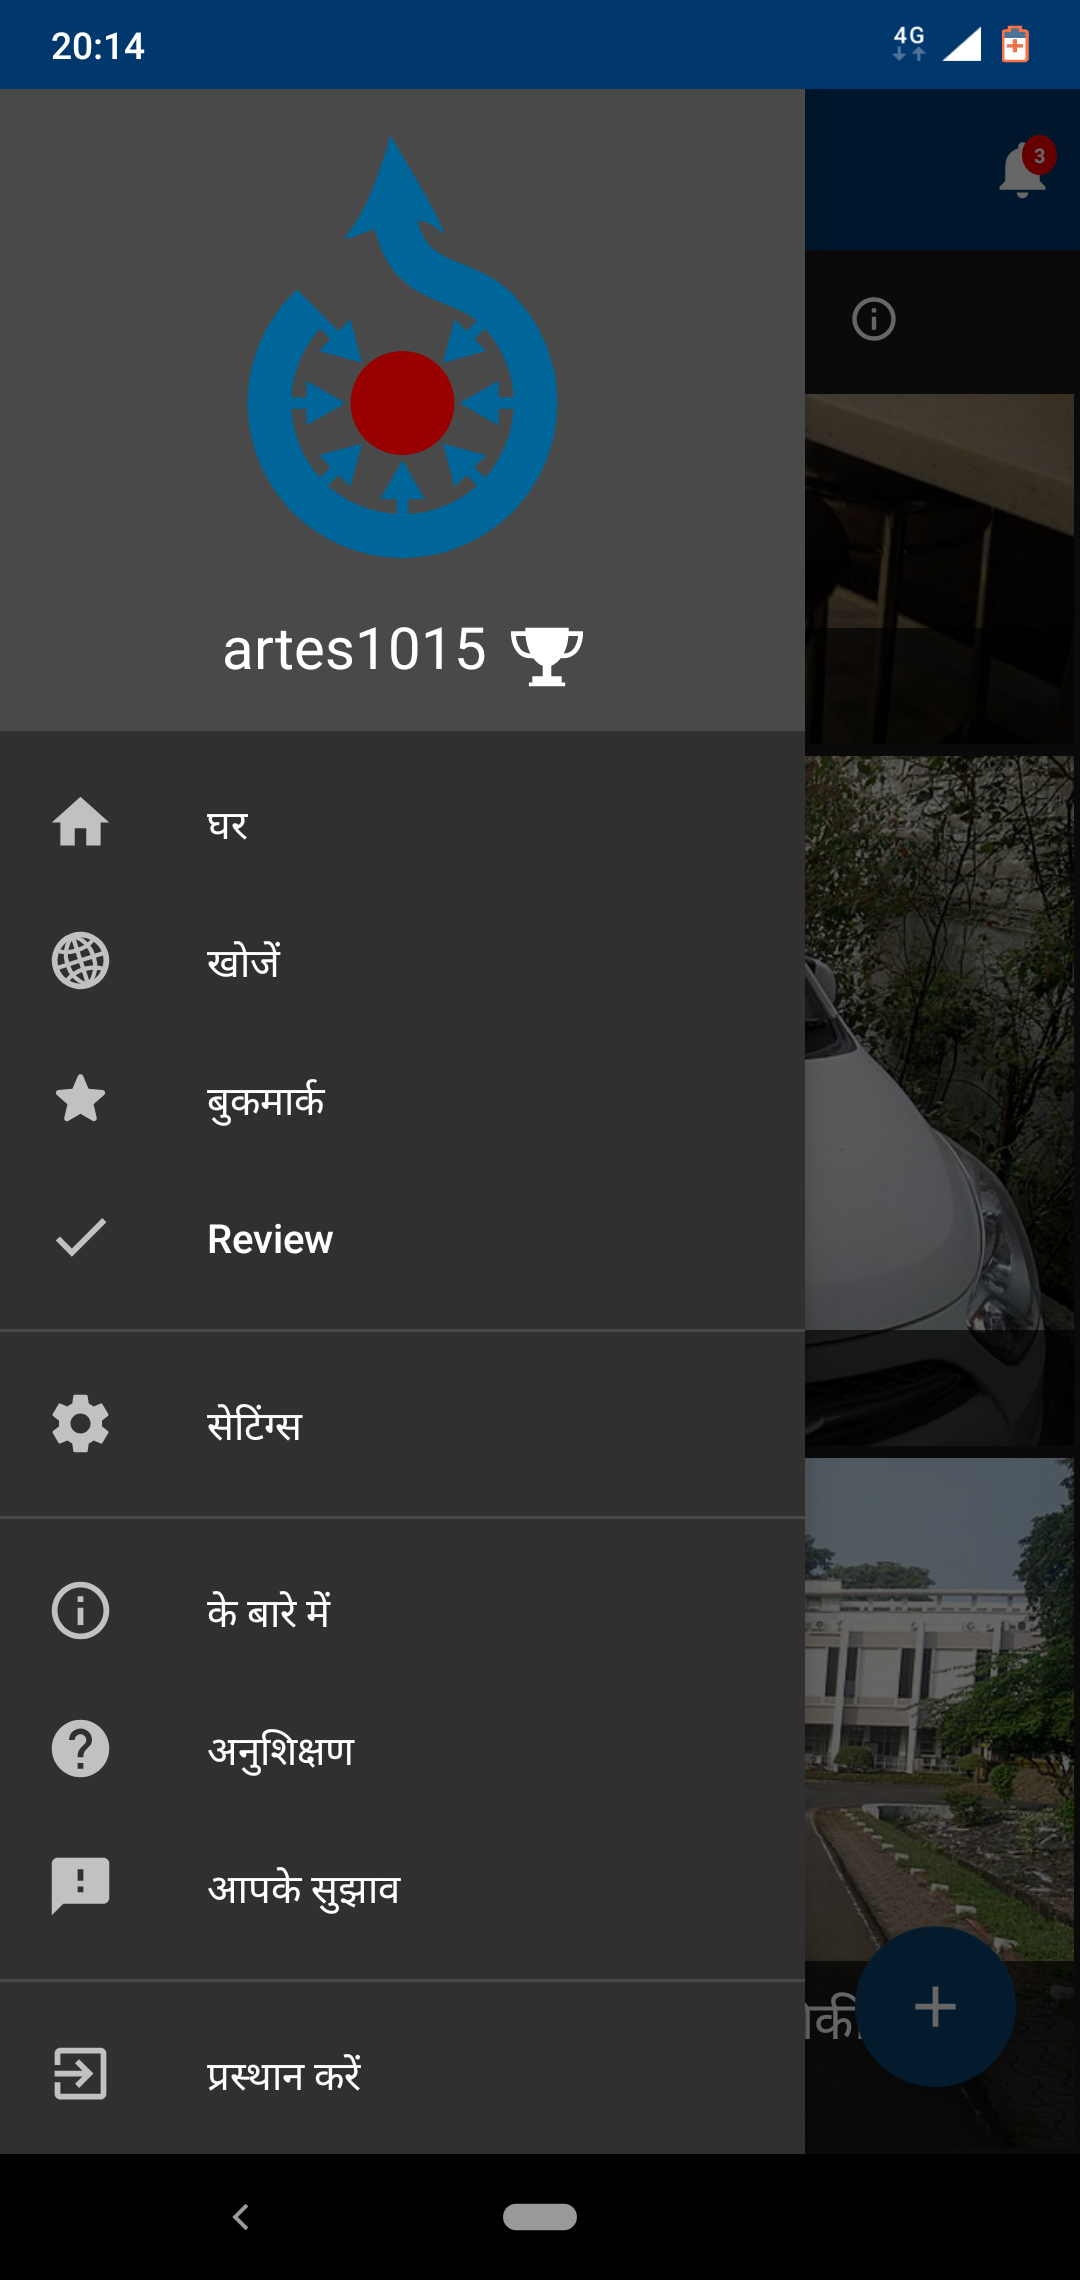 20:14
4G
3
artes1015
घर
खोजें
बुकमार्क
Review
सेटिंग्स
के बारे में
अनुशिक्षण
आपके सुझाव
प्रस्थान करें